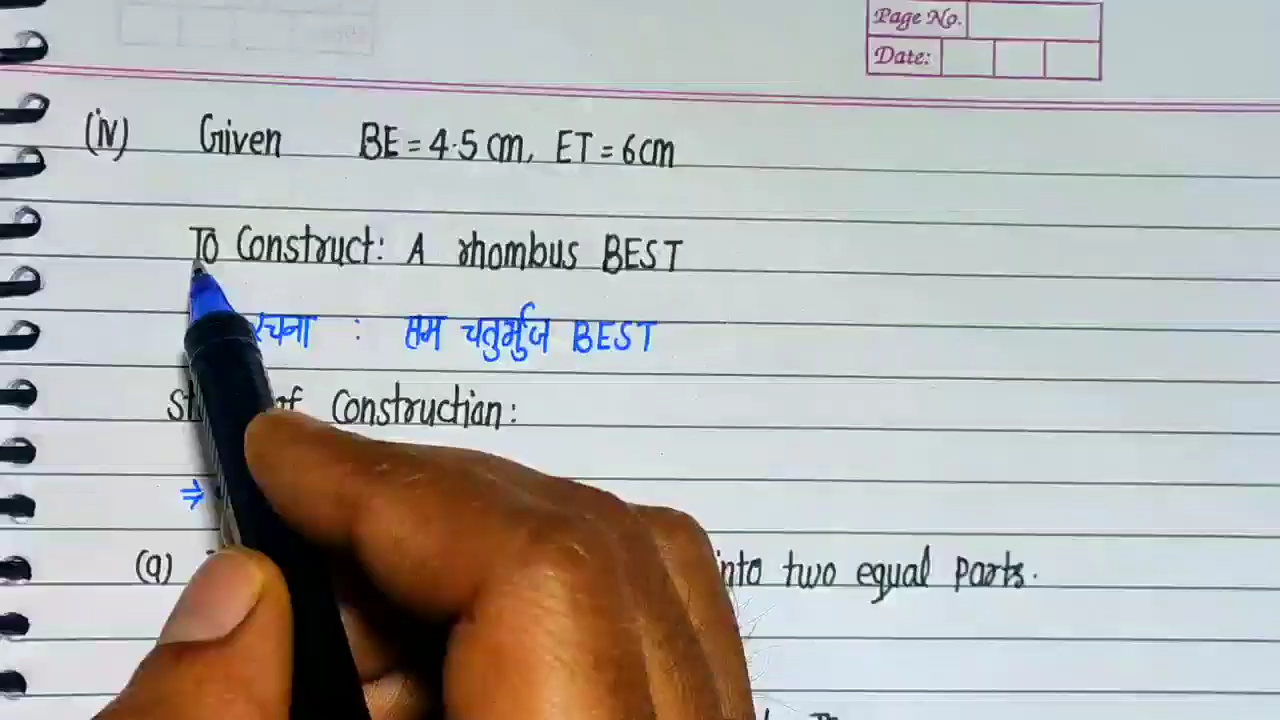 Page No.
Date:
(iv) Given BE = 4.5 cm, ET = 6cm
To Construct: A rhombus BEST
रचना : सम चतुर्भुज BEST
of Construction:
⇒
(a) into two equal parts.